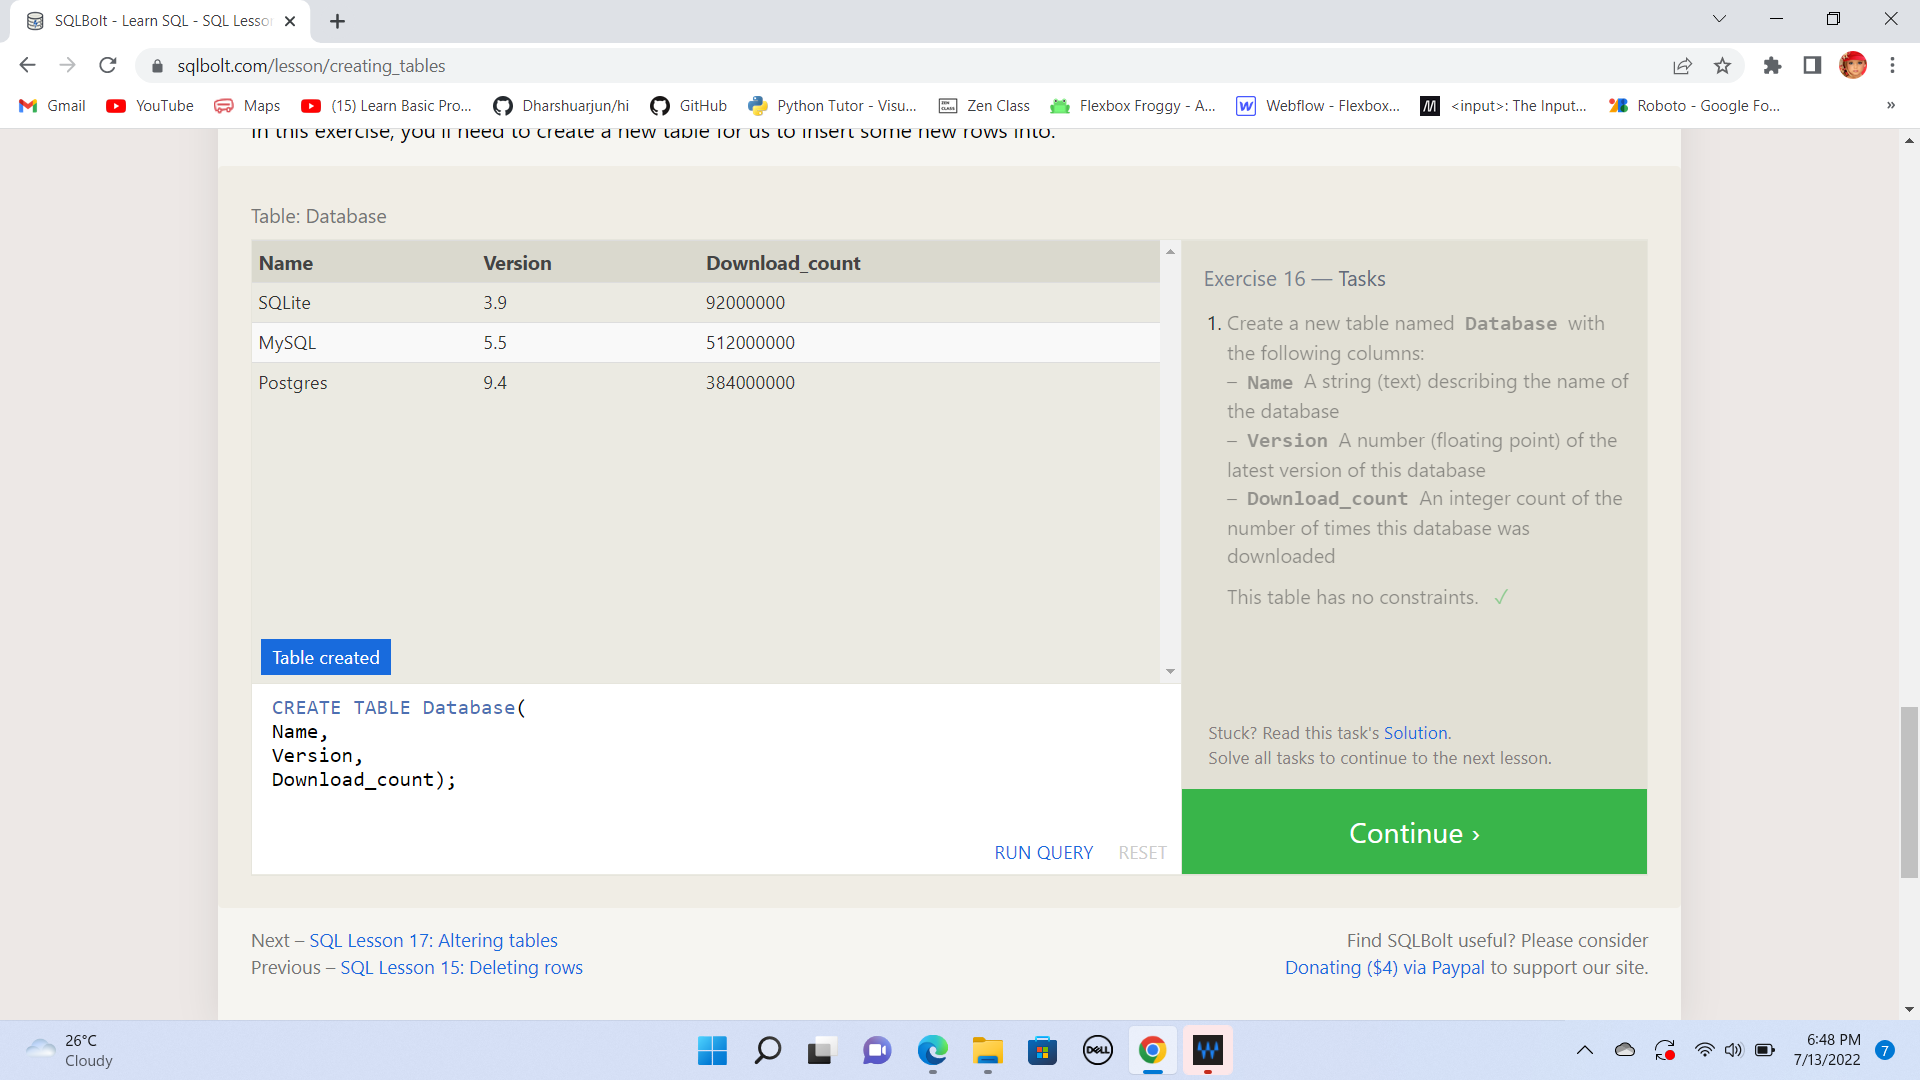 SQLBolt - Learn SQL - SQL Lesson
sqlbolt.com/lesson/creating_tables
Gmail YouTube Maps (15) Learn Basic Pro... Dharshuarjun/hi GitHub Python Tutor - Visu... Zen Class Flexbox Froggy - A... Webflow - Flexbox... <input>: The Input... Roboto - Google Fo... »
In this exercise, you'll need to create a new table for us to insert some new rows into.
Table: Database
Name Version Download_count
SQLite 3.9 92000000
MySQL 5.5 512000000
Postgres 9.4 384000000
Table created
CREATE TABLE Database(
Name,
Version,
Download_count);
RUN QUERY RESET
Exercise 16 — Tasks
1. Create a new table named Database with
the following columns:
– Name A string (text) describing the name of
the database
– Version A number (floating point) of the
latest version of this database
– Download_count An integer count of the
number of times this database was
downloaded
This table has no constraints. ✓
Stuck? Read this task's Solution.
Solve all tasks to continue to the next lesson.
Continue ›
Next – SQL Lesson 17: Altering tables
Previous – SQL Lesson 15: Deleting rows
Find SQLBolt useful? Please consider
Donating ($4) via Paypal to support our site.
26°C
Cloudy
DELL
6:48 PM
7/13/2022
7